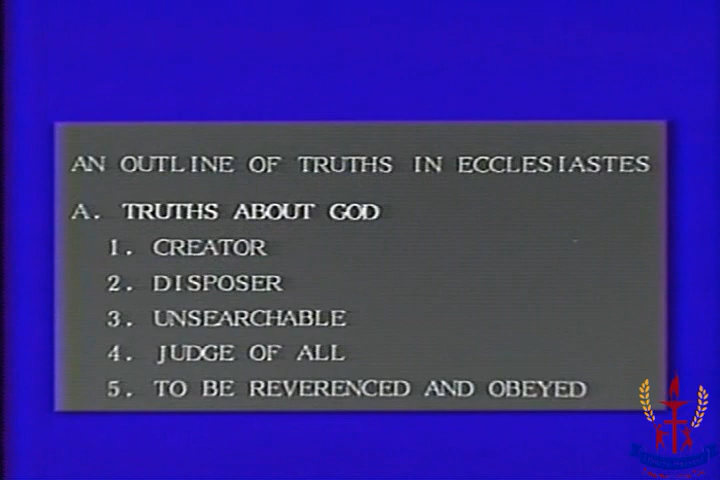 AN OUTLINE OF TRUTHS IN ECCLESIASTES
A. TRUTHS ABOUT GOD
1. CREATOR
2. DISPOSER
3. UNSEARCHABLE
4. JUDGE OF ALL
5. TO BE REVERENCED AND OBEYED